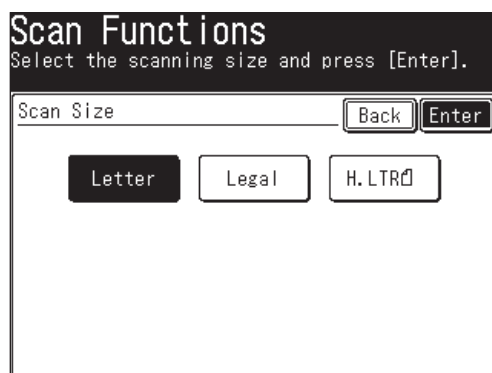 Scan Functions
Select the scanning size and press [Enter].
Scan Size Back Enter
Letter Legal H.LTR